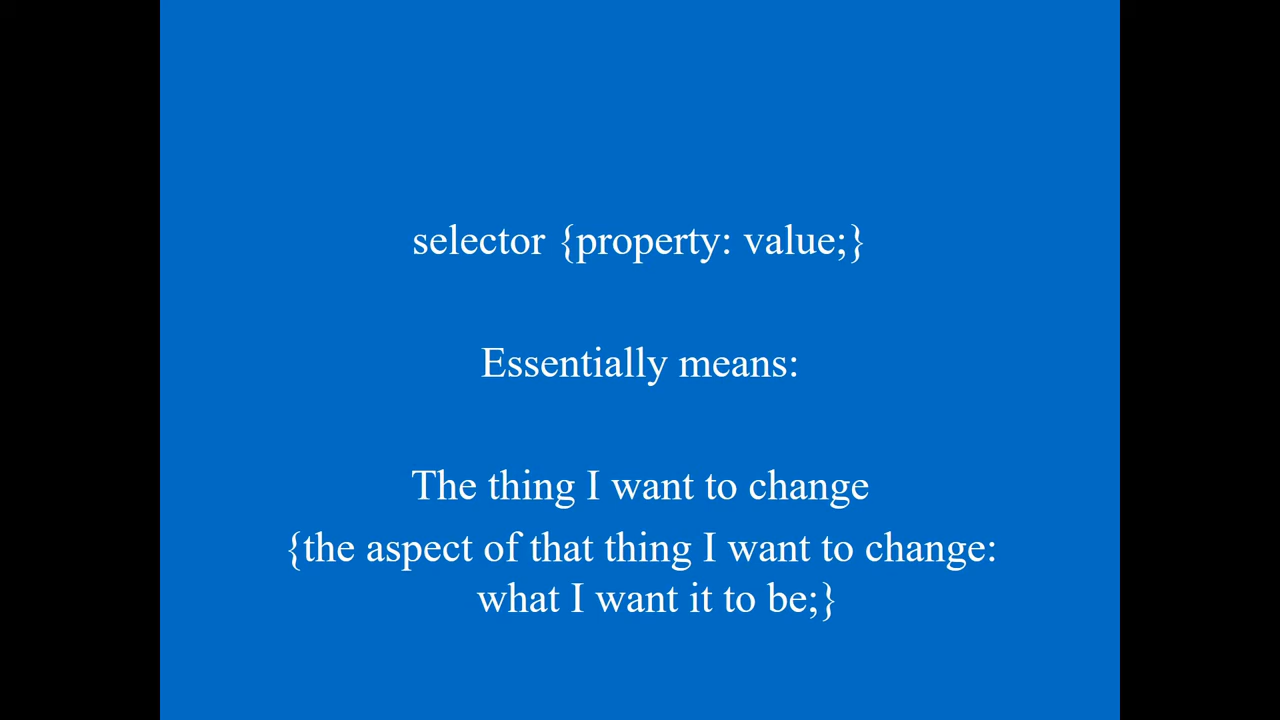 selector {property: value;}
Essentially means:
The thing I want to change
{the aspect of that thing I want to change:
what I want it to be;}